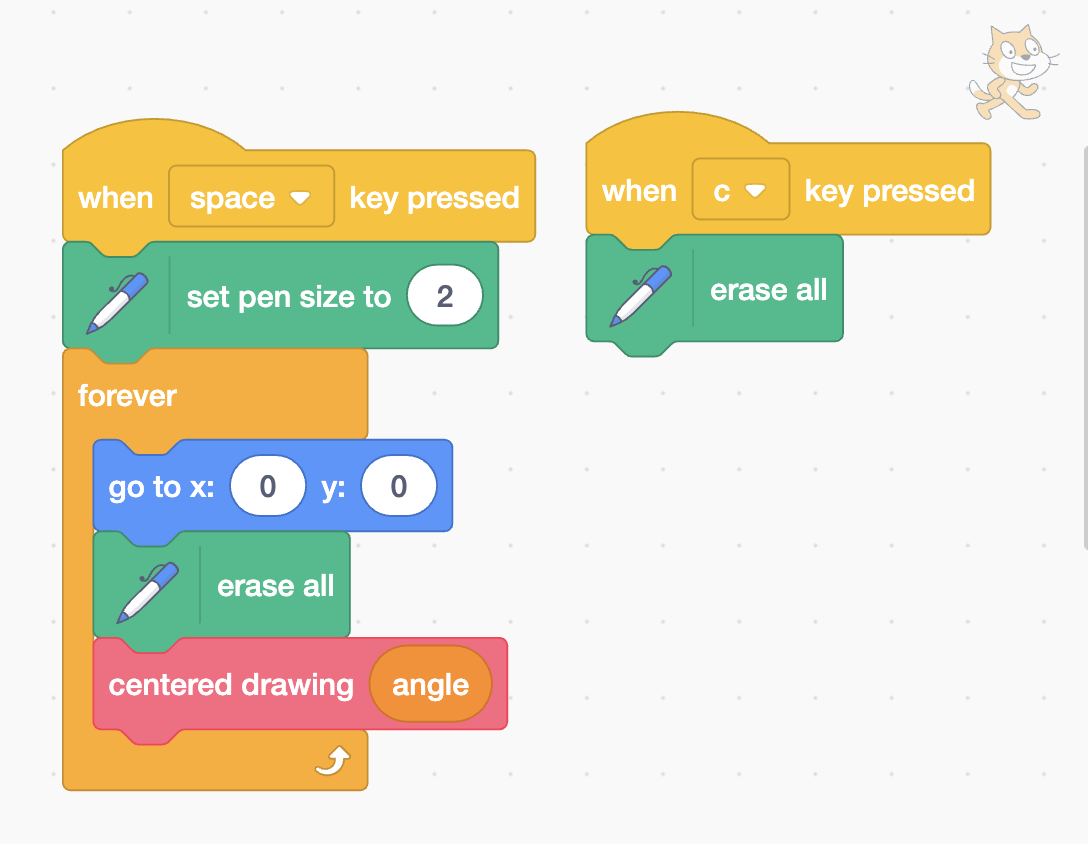 when space key pressed
set pen size to 2
forever
go to x: 0 y: 0
erase all
centered drawing angle
when c key pressed
erase all